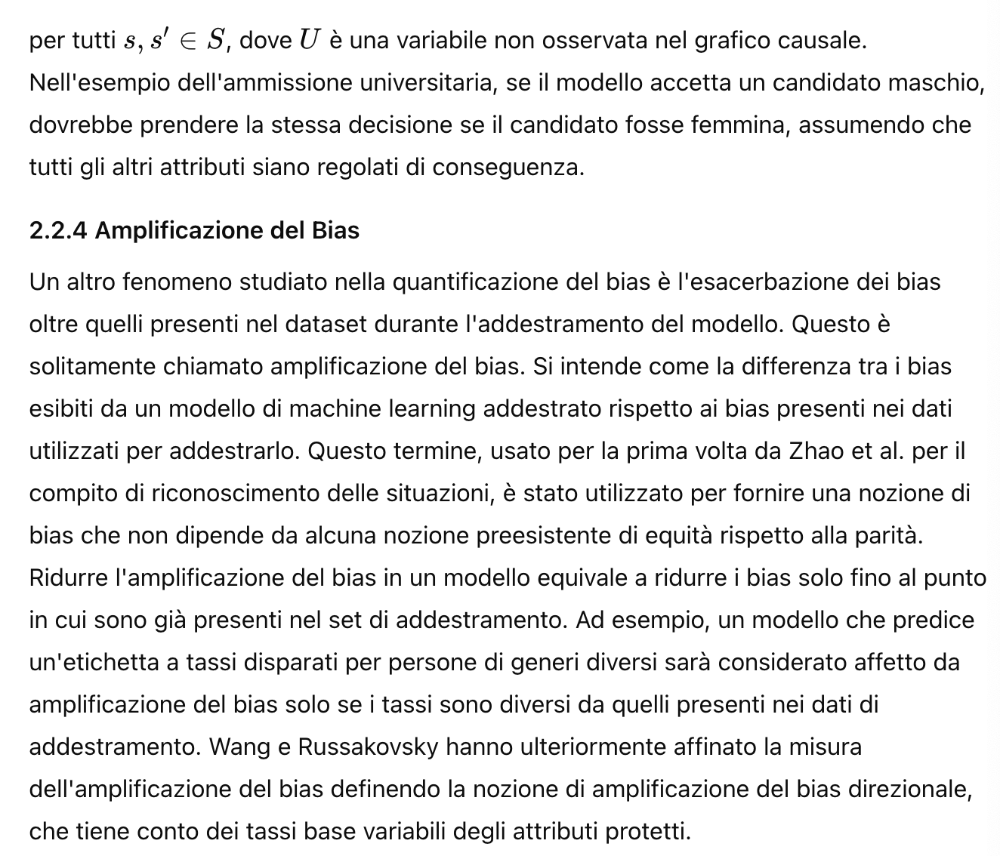 per tutti s, s′ ∈ S, dove U è una variabile non osservata nel grafico causale.
Nell'esempio dell'ammissione universitaria, se il modello accetta un candidato maschio,
dovrebbe prendere la stessa decisione se il candidato fosse femmina, assumendo che
tutti gli altri attributi siano regolati di conseguenza.
2.2.4 Amplificazione del Bias
Un altro fenomeno studiato nella quantificazione del bias è l'esacerbazione dei bias
oltre quelli presenti nel dataset durante l'addestramento del modello. Questo è
solitamente chiamato amplificazione del bias. Si intende come la differenza tra i bias
esibiti da un modello di machine learning addestrato rispetto ai bias presenti nei dati
utilizzati per addestrarlo. Questo termine, usato per la prima volta da Zhao et al. per il
compito di riconoscimento delle situazioni, è stato utilizzato per fornire una nozione di
bias che non dipende da alcuna nozione preesistente di equità rispetto alla parità.
Ridurre l'amplificazione del bias in un modello equivale a ridurre i bias solo fino al punto
in cui sono già presenti nel set di addestramento. Ad esempio, un modello che predice
un'etichetta a tassi disparati per persone di generi diversi sarà considerato affetto da
amplificazione del bias solo se i tassi sono diversi da quelli presenti nei dati di
addestramento. Wang e Russakovsky hanno ulteriormente affinato la misura
dell'amplificazione del bias definendo la nozione di amplificazione del bias direzionale,
che tiene conto dei tassi base variabili degli attributi protetti.